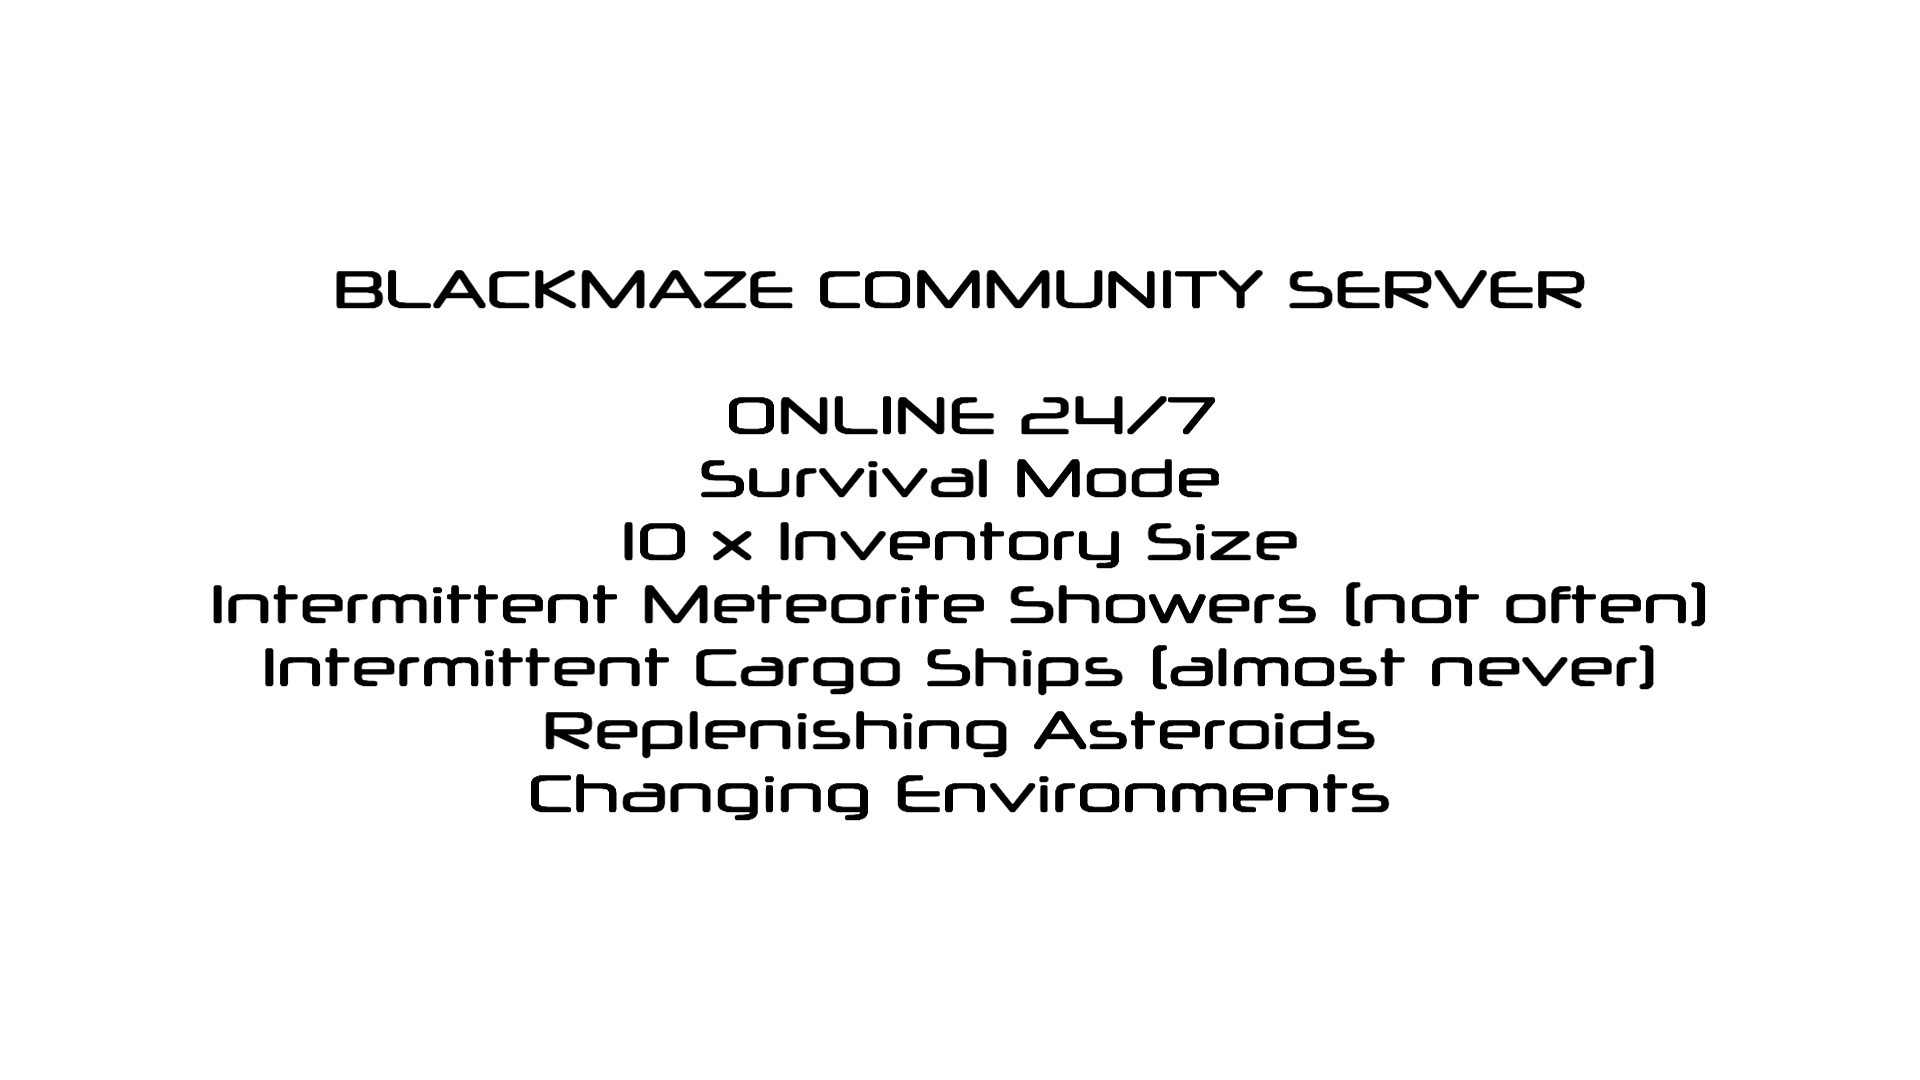 BLACKMAZE COMMUNITY SERVER
ONLINE 24/7
Survival Mode
10 x Inventory Size
Intermittent Meteorite Showers (not often)
Intermittent Cargo Ships (almost never)
Replenishing Asteroids
Changing Environments